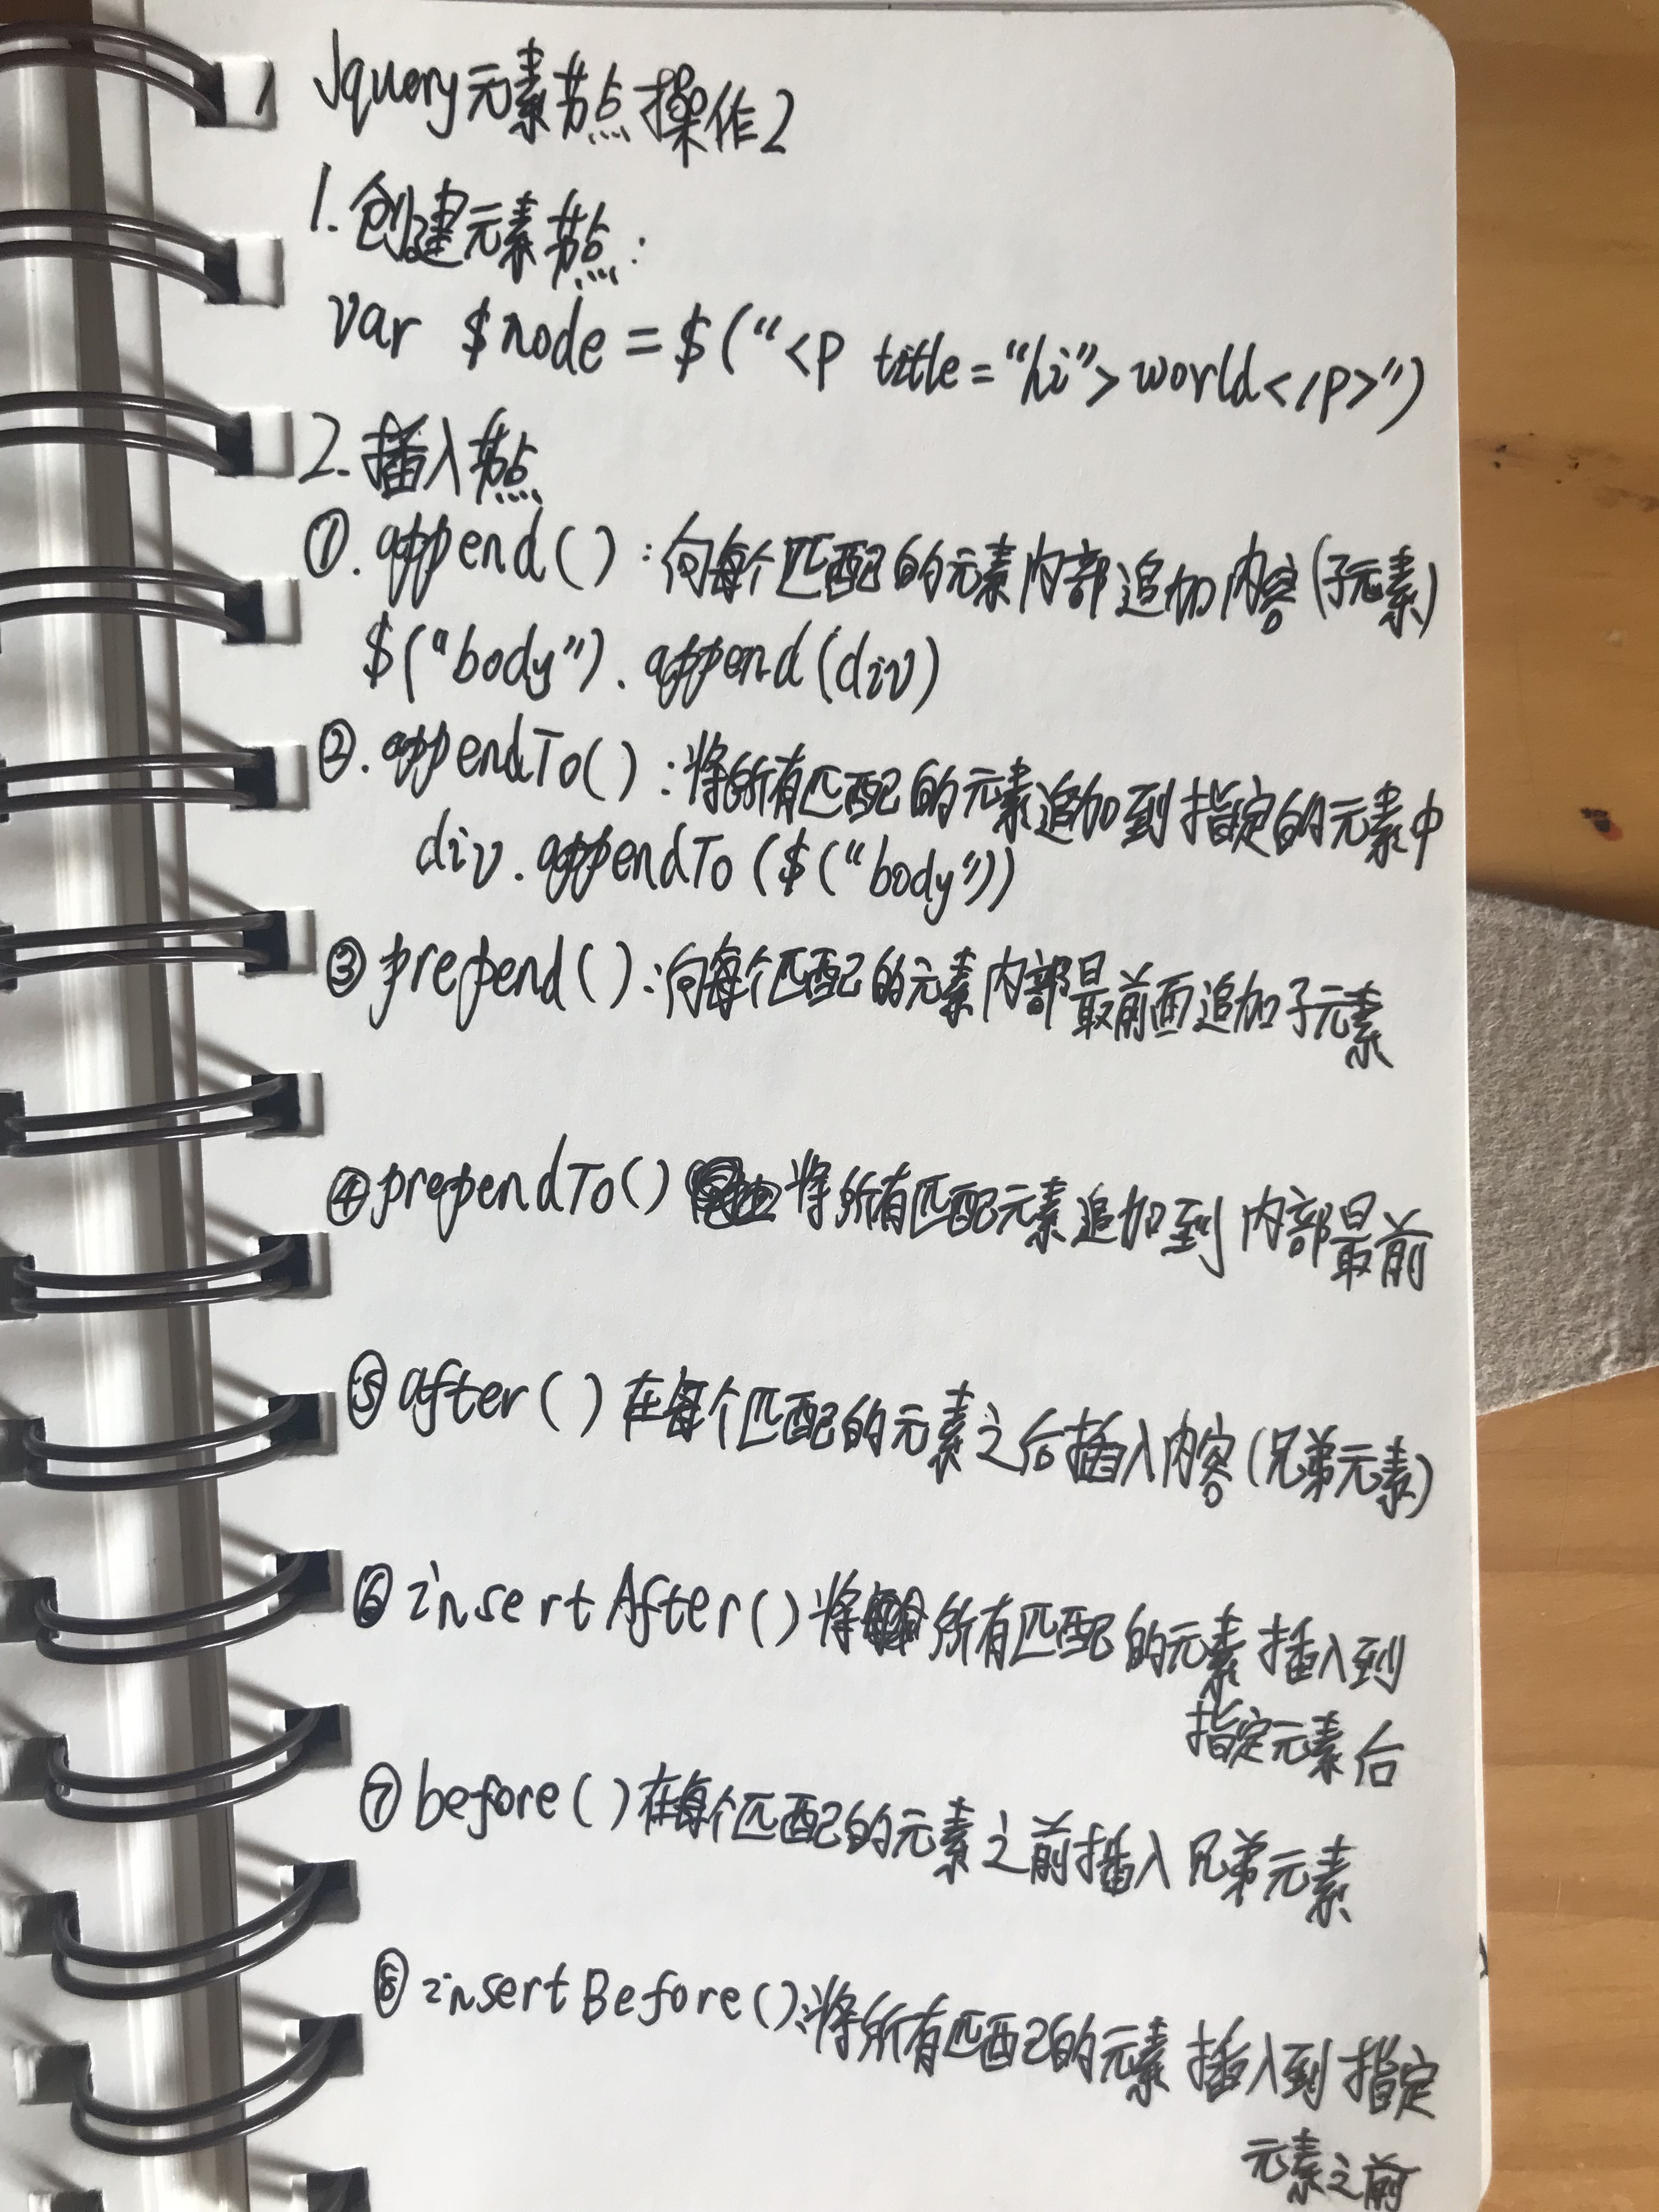 Jquery元素节点操作2
1.创建元素节点:
var $node = $("<p title="hi">world</p>")
2.插入节点
①.append():向每个匹配的元素内部追加内容(子元素)
$("body").append(div)
②.appendTo():将所有匹配的元素追加到指定的元素中
div.appendTo($("body"))
③prepend():向每个匹配的元素内部最前面追加子元素
④prependTo()将所有匹配元素追加到内部最前
⑤after()在每个匹配的元素之后插入内容(兄弟元素)
⑥insertAfter()将所有匹配的元素插入到
指定元素后
⑦before()在每个匹配的元素之前插入兄弟元素
⑧insertBefore():将所有匹配的元素插入到指定
元素之前